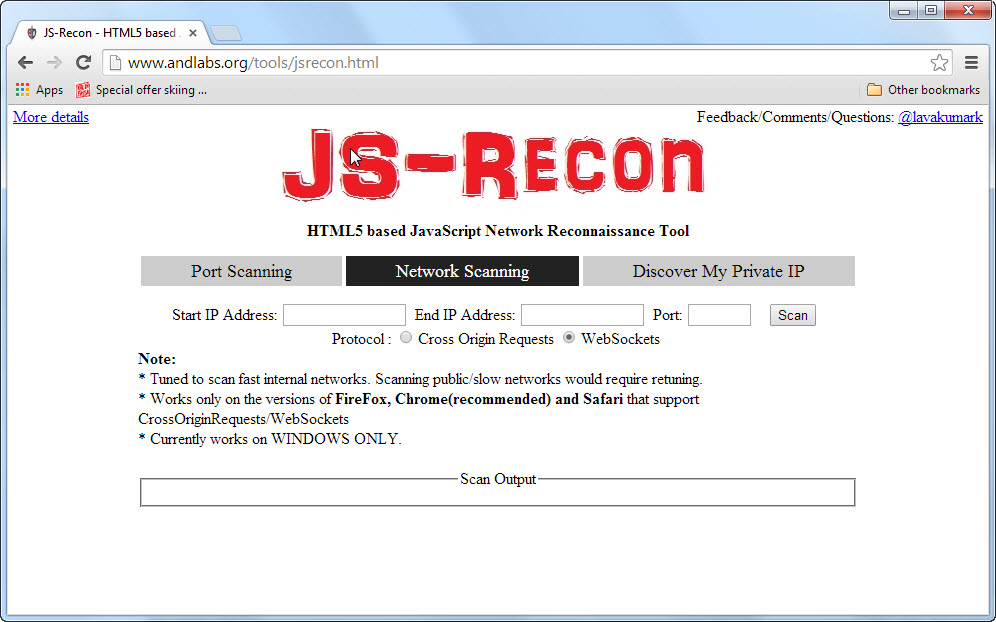 JS-Recon - HTML5 based
www.andlabs.org/tools/jsrecon.html
Apps Special offer skiing ... Other bookmarks
More details Feedback/Comments/Questions: @lavakumark
JS-Recon
HTML5 based JavaScript Network Reconnaissance Tool
Port Scanning Network Scanning Discover My Private IP
Start IP Address: End IP Address: Port: Scan
Protocol : Cross Origin Requests WebSockets
Note:
* Tuned to scan fast internal networks. Scanning public/slow networks would require retuning.
* Works only on the versions of FireFox, Chrome(recommended) and Safari that support
CrossOriginRequests/WebSockets
* Currently works on WINDOWS ONLY.
Scan Output